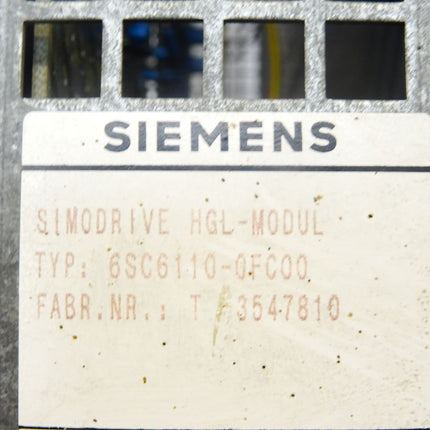 SIEMENS
SIMODRIVE HGL-MODUL
TYP: 6SC6110-0FC00
FABR.NR.: T 3547810